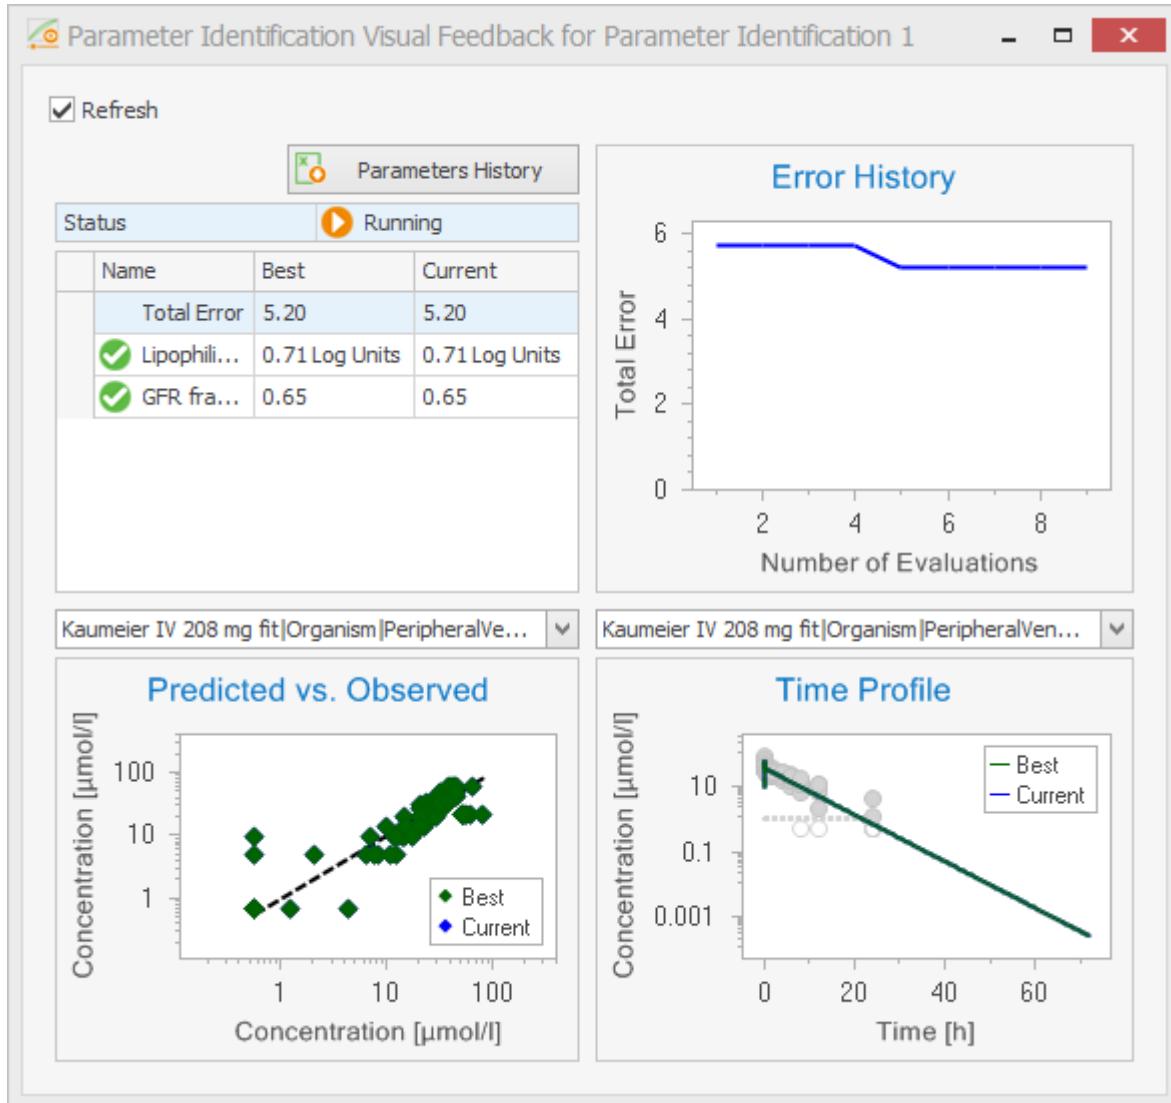 Parameter Identification Visual Feedback for Parameter Identification 1
Refresh
Parameters History
Status Running
Name Best Current
Total Error 5.20 5.20
Lipophili... 0.71 Log Units 0.71 Log Units
GFR fra... 0.65 0.65
Error History
Total Error
6
4
2
0
2 4 6 8
Number of Evaluations
Kaumeier IV 208 mg fit|Organism|PeripheralVe...
Kaumeier IV 208 mg fit|Organism|PeripheralVen...
Predicted vs. Observed
Concentration [µmol/l]
100
10
1
Best
Current
1 10 100
Concentration [µmol/l]
Time Profile
Concentration [µmol/l]
10
0.1
0.001
Best
Current
0 20 40 60
Time [h]